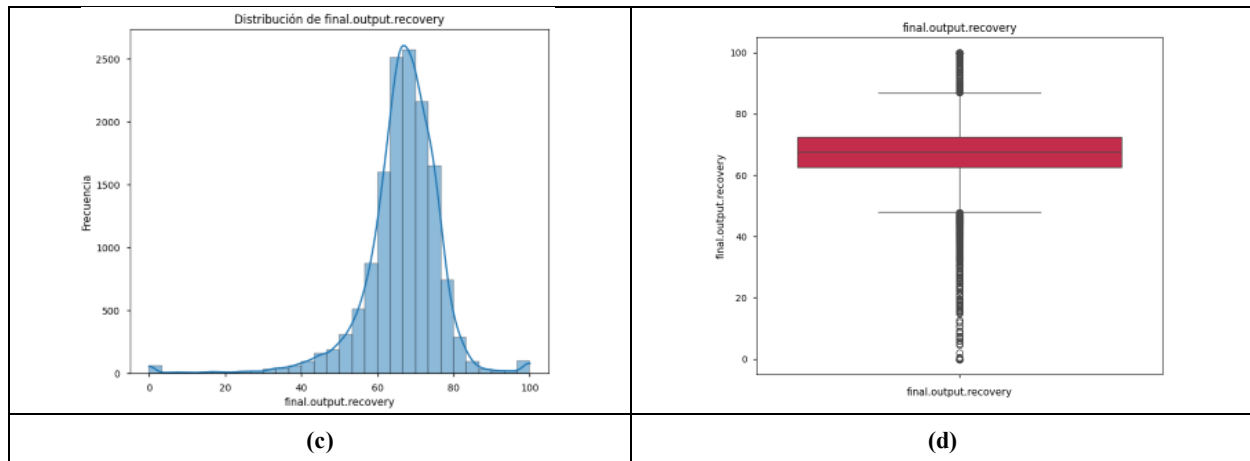 Distribución de final.output.recovery
Frecuencia
2500
2000
1500
1000
500
0
0 20 40 60 80 100
final.output.recovery
(c)
final.output.recovery
final.output.recovery
100
80
60
40
20
0
final.output.recovery
(d)